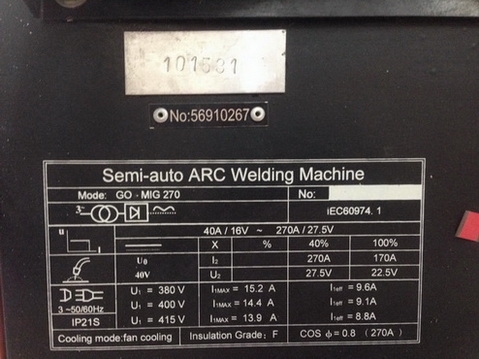 101531
No:56910267
Semi-auto ARC Welding Machine
Mode: GO - MIG 270 No:
3~ iEC60974. 1
40A / 16V ~ 270A / 27.5V
u X % 40% 100%
U0 I2 270A 170A
40V U2 27.5V 22.5V
U1 = 380 V I1MAX = 15.2 A I1eff = 9.6A
U1 = 400 V I1MAX = 14.4 A I1eff = 9.1A
3 ~50/60Hz
IP21S U1 = 415 V I1MAX = 13.9 A I1eff = 8.8A
Cooling mode:fan cooling Insulation Grade: F COS ϕ = 0.8 (270A)